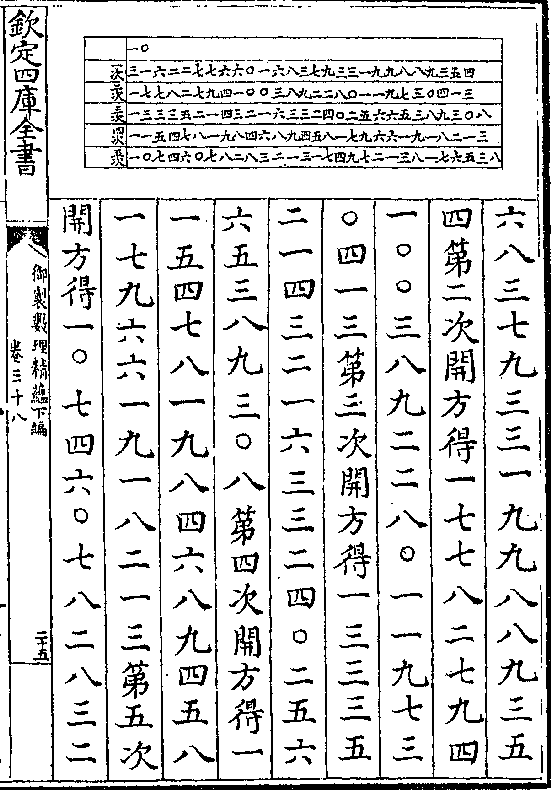 一〇
一次 三一六二二七七六六〇一六八三七九三三一九九八八九三五四
二次 一七七八二七九四一〇〇三八九二二八〇一一九七三〇四一三
三次 一三三三五二一四三二一六三三二四〇二五六六五三八九三〇八
四次 一一五四七八一九八四六八九四五八一七九六六一九一八二一三
五次 一〇七四六〇七八二八三二一三一七四九七二一三八一七六五三八
六八三七九三三一九九八八九三五
四第二次開方得一七七八二七九四
一〇〇三八九二二八〇一一九七三
〇四一三第三次開方得一三三三五
二一四三二一六三三二四〇二五六
六五三八九三〇八第四次開方得一
一五四七八一九八四六八九四五八
一七九六六一九一八二一三第五次
開方得一〇七四六〇七八二八三二
欽定四庫全書
御製數理精蘊下編
卷三十八
二十五